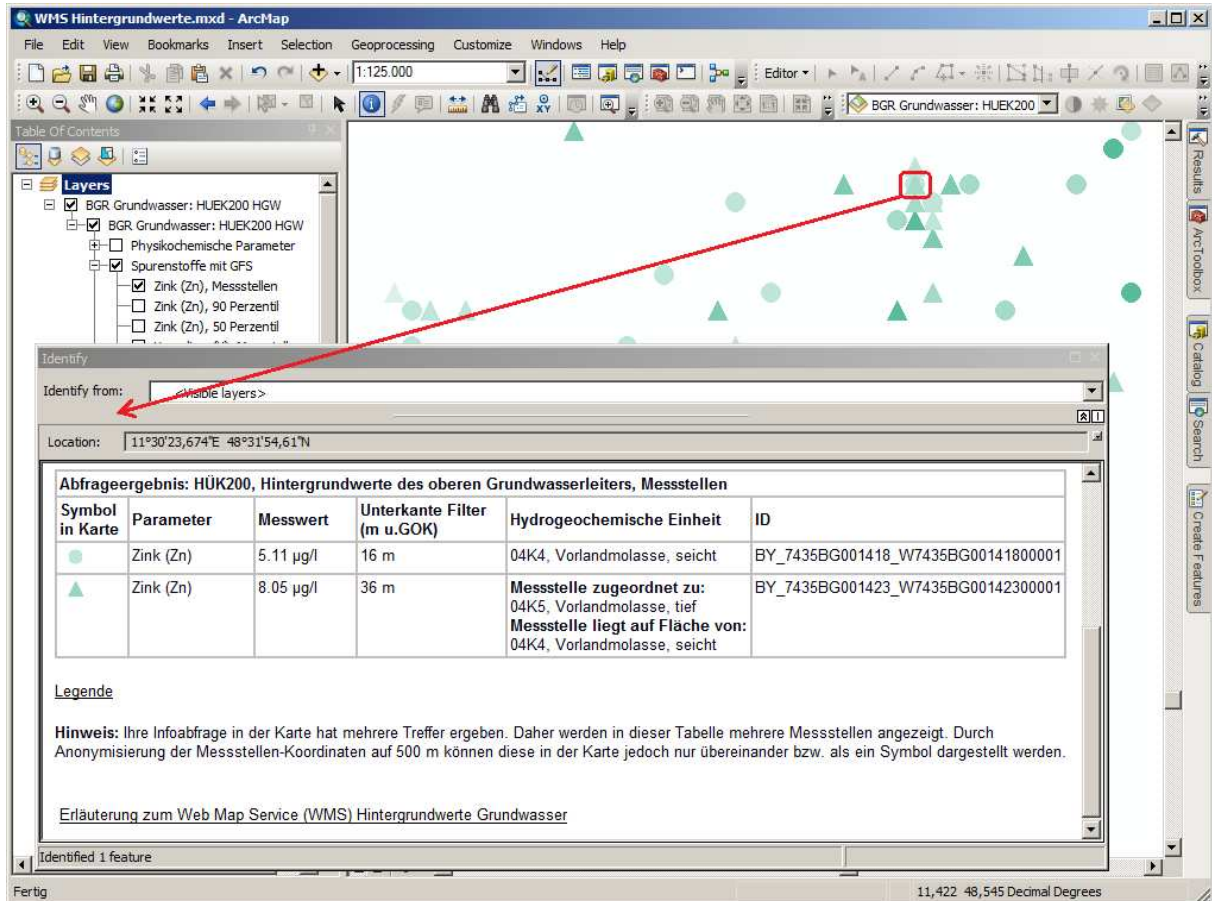 WMS Hintergrundwerte.mxd - ArcMap
File Edit View Bookmarks Insert Selection Geoprocessing Customize Windows Help
1:125.000 Editor
BGR Grundwasser: HUEK200
Table Of Contents
Layers
BGR Grundwasser: HUEK200 HGW
BGR Grundwasser: HUEK200 HGW
Physikochemische Parameter
Spurenstoffe mit GFS
Zink (Zn), Messstellen
Zink (Zn), 90 Perzentil
Zink (Zn), 50 Perzentil
Results
ArcToolbox
Catalog
Search
Create Features
Identify
Identify from: <Visible layers>
Location: 11°30'23,674"E 48°31'54,61"N
Abfrageergebnis: HÜK200, Hintergrundwerte des oberen Grundwasserleiters, Messstellen
Symbol in Karte Parameter Messwert Unterkante Filter (m u.GOK) Hydrogeochemische Einheit ID
Zink (Zn) 5.11 µg/l 16 m 04K4, Vorlandmolasse, seicht BY_7435BG001418_W7435BG00141800001
Zink (Zn) 8.05 µg/l 36 m Messstelle zugeordnet zu: BY_7435BG001423_W7435BG00142300001
04K5, Vorlandmolasse, tief
Messstelle liegt auf Fläche von:
04K4, Vorlandmolasse, seicht
Legende
Hinweis: Ihre Infoabfrage in der Karte hat mehrere Treffer ergeben. Daher werden in dieser Tabelle mehrere Messstellen angezeigt. Durch
Anonymisierung der Messstellen-Koordinaten auf 500 m können diese in der Karte jedoch nur übereinander bzw. als ein Symbol dargestellt werden.
Erläuterung zum Web Map Service (WMS) Hintergrundwerte Grundwasser
Identified 1 feature
Fertig
11,422 48,545 Decimal Degrees